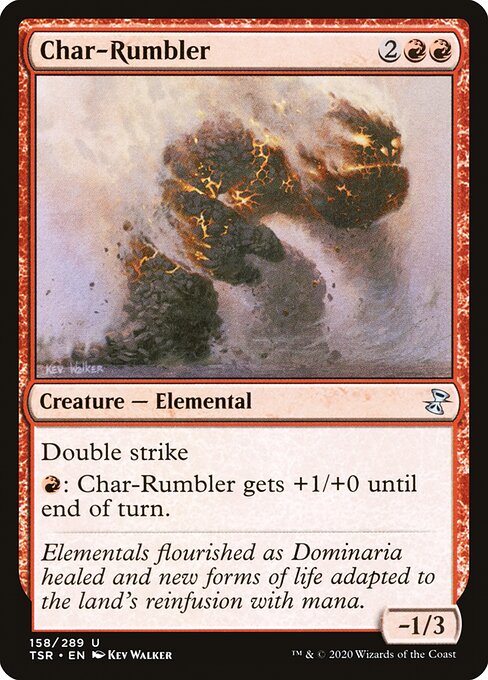 Char-Rumbler 2
KEV WALKER
Creature — Elemental
Double strike
: Char-Rumbler gets +1/+0 until
end of turn.
Elementals flourished as Dominaria
healed and new forms of life adapted to
the land's reinfusion with mana.
-1/3
158/289 U
TSR • EN Kev Walker
™ & © 2020 Wizards of the Coast